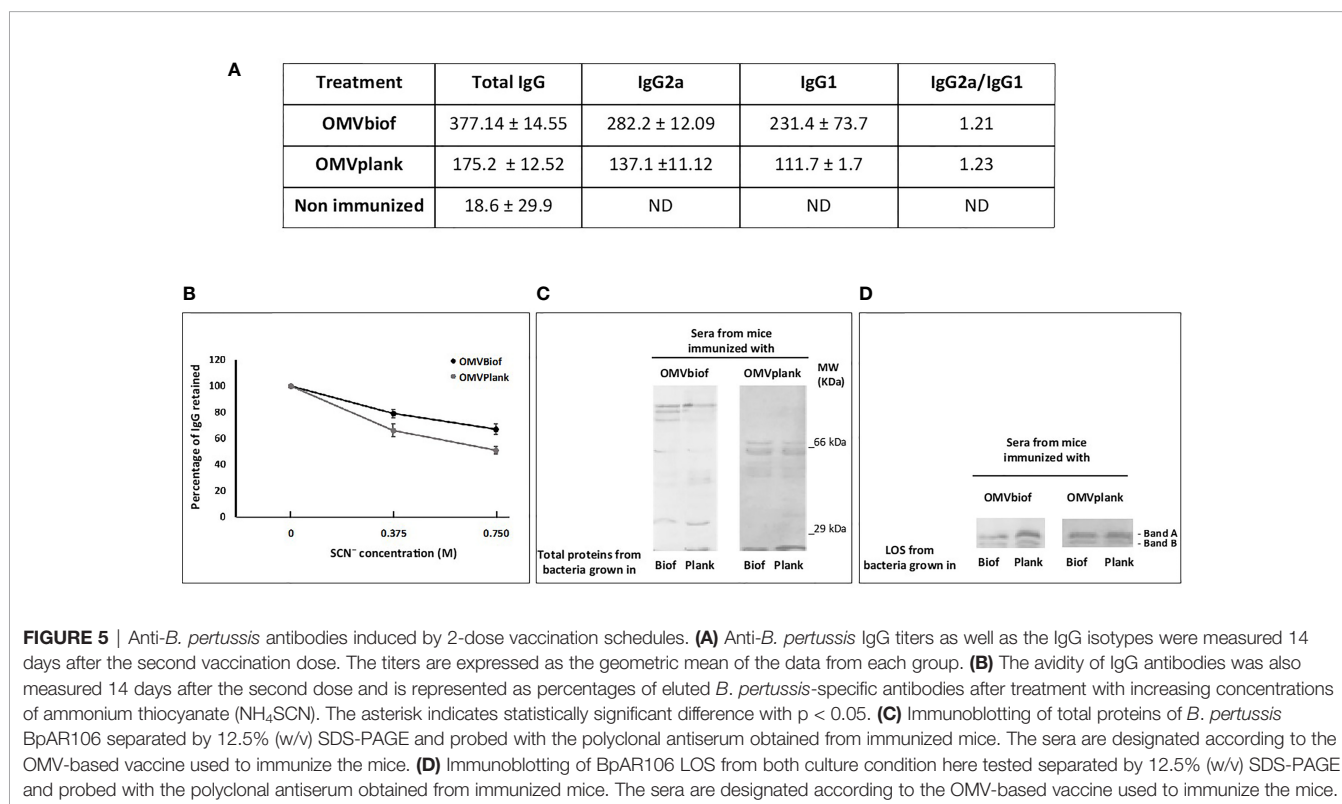 A
Treatment Total IgG IgG2a IgG1 IgG2a/IgG1
OMVbiof 377.14 ± 14.55 282.2 ± 12.09 231.4 ± 73.7 1.21
OMVplank 175.2 ± 12.52 137.1 ±11.12 111.7 ± 1.7 1.23
Non immunized 18.6 ± 29.9 ND ND ND
B
Percentage of IgG retained
120
100
80
60
40
20
0
OMVBiof
OMVPlank
0 0.375 0.750
SCN⁻ concentration (M)
C
Sera from mice
immunized with
OMVbiof OMVplank
MW
(KDa)
_66 kDa
_29 kDa
Total proteins from
bacteria grown in
Biof Plank Biof Plank
D
Sera from mice
immunized with
OMVbiof OMVplank
- Band A
- Band B
LOS from
bacteria grown in
Biof Plank Biof Plank
FIGURE 5 | Anti-B. pertussis antibodies induced by 2-dose vaccination schedules. (A) Anti-B. pertussis IgG titers as well as the IgG isotypes were measured 14
days after the second vaccination dose. The titers are expressed as the geometric mean of the data from each group. (B) The avidity of IgG antibodies was also
measured 14 days after the second dose and is represented as percentages of eluted B. pertussis-specific antibodies after treatment with increasing concentrations
of ammonium thiocyanate (NH₄SCN). The asterisk indicates statistically significant difference with p < 0.05. (C) Immunoblotting of total proteins of B. pertussis
BpAR106 separated by 12.5% (w/v) SDS-PAGE and probed with the polyclonal antiserum obtained from immunized mice. The sera are designated according to the
OMV-based vaccine used to immunize the mice. (D) Immunoblotting of BpAR106 LOS from both culture condition here tested separated by 12.5% (w/v) SDS-PAGE
and probed with the polyclonal antiserum obtained from immunized mice. The sera are designated according to the OMV-based vaccine used to immunize the mice.